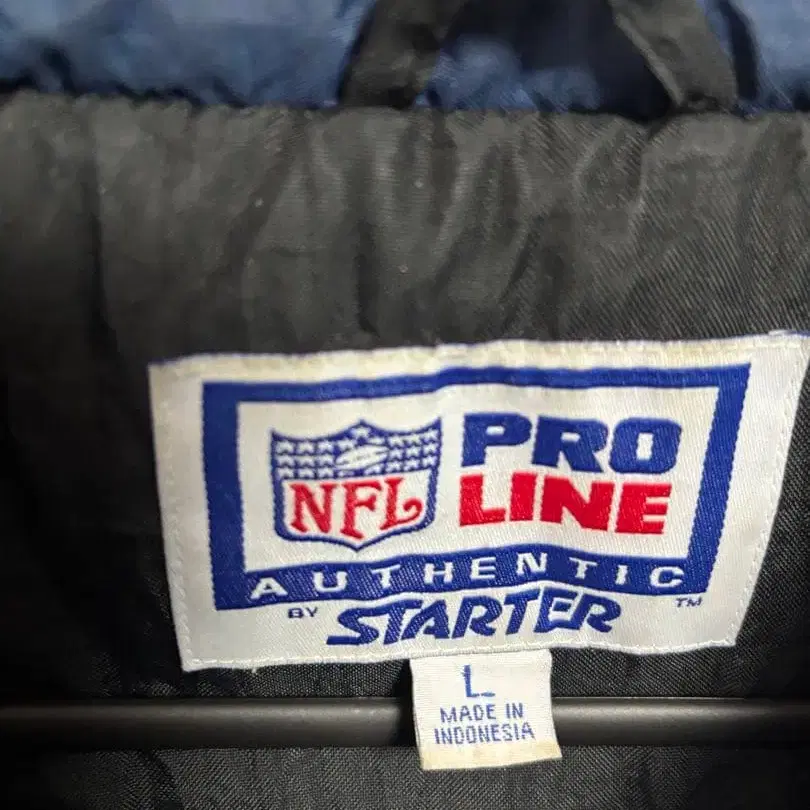 NFL
PRO
LINE
AUTHENTIC
BY STARTER TM
L
MADE IN
INDONESIA